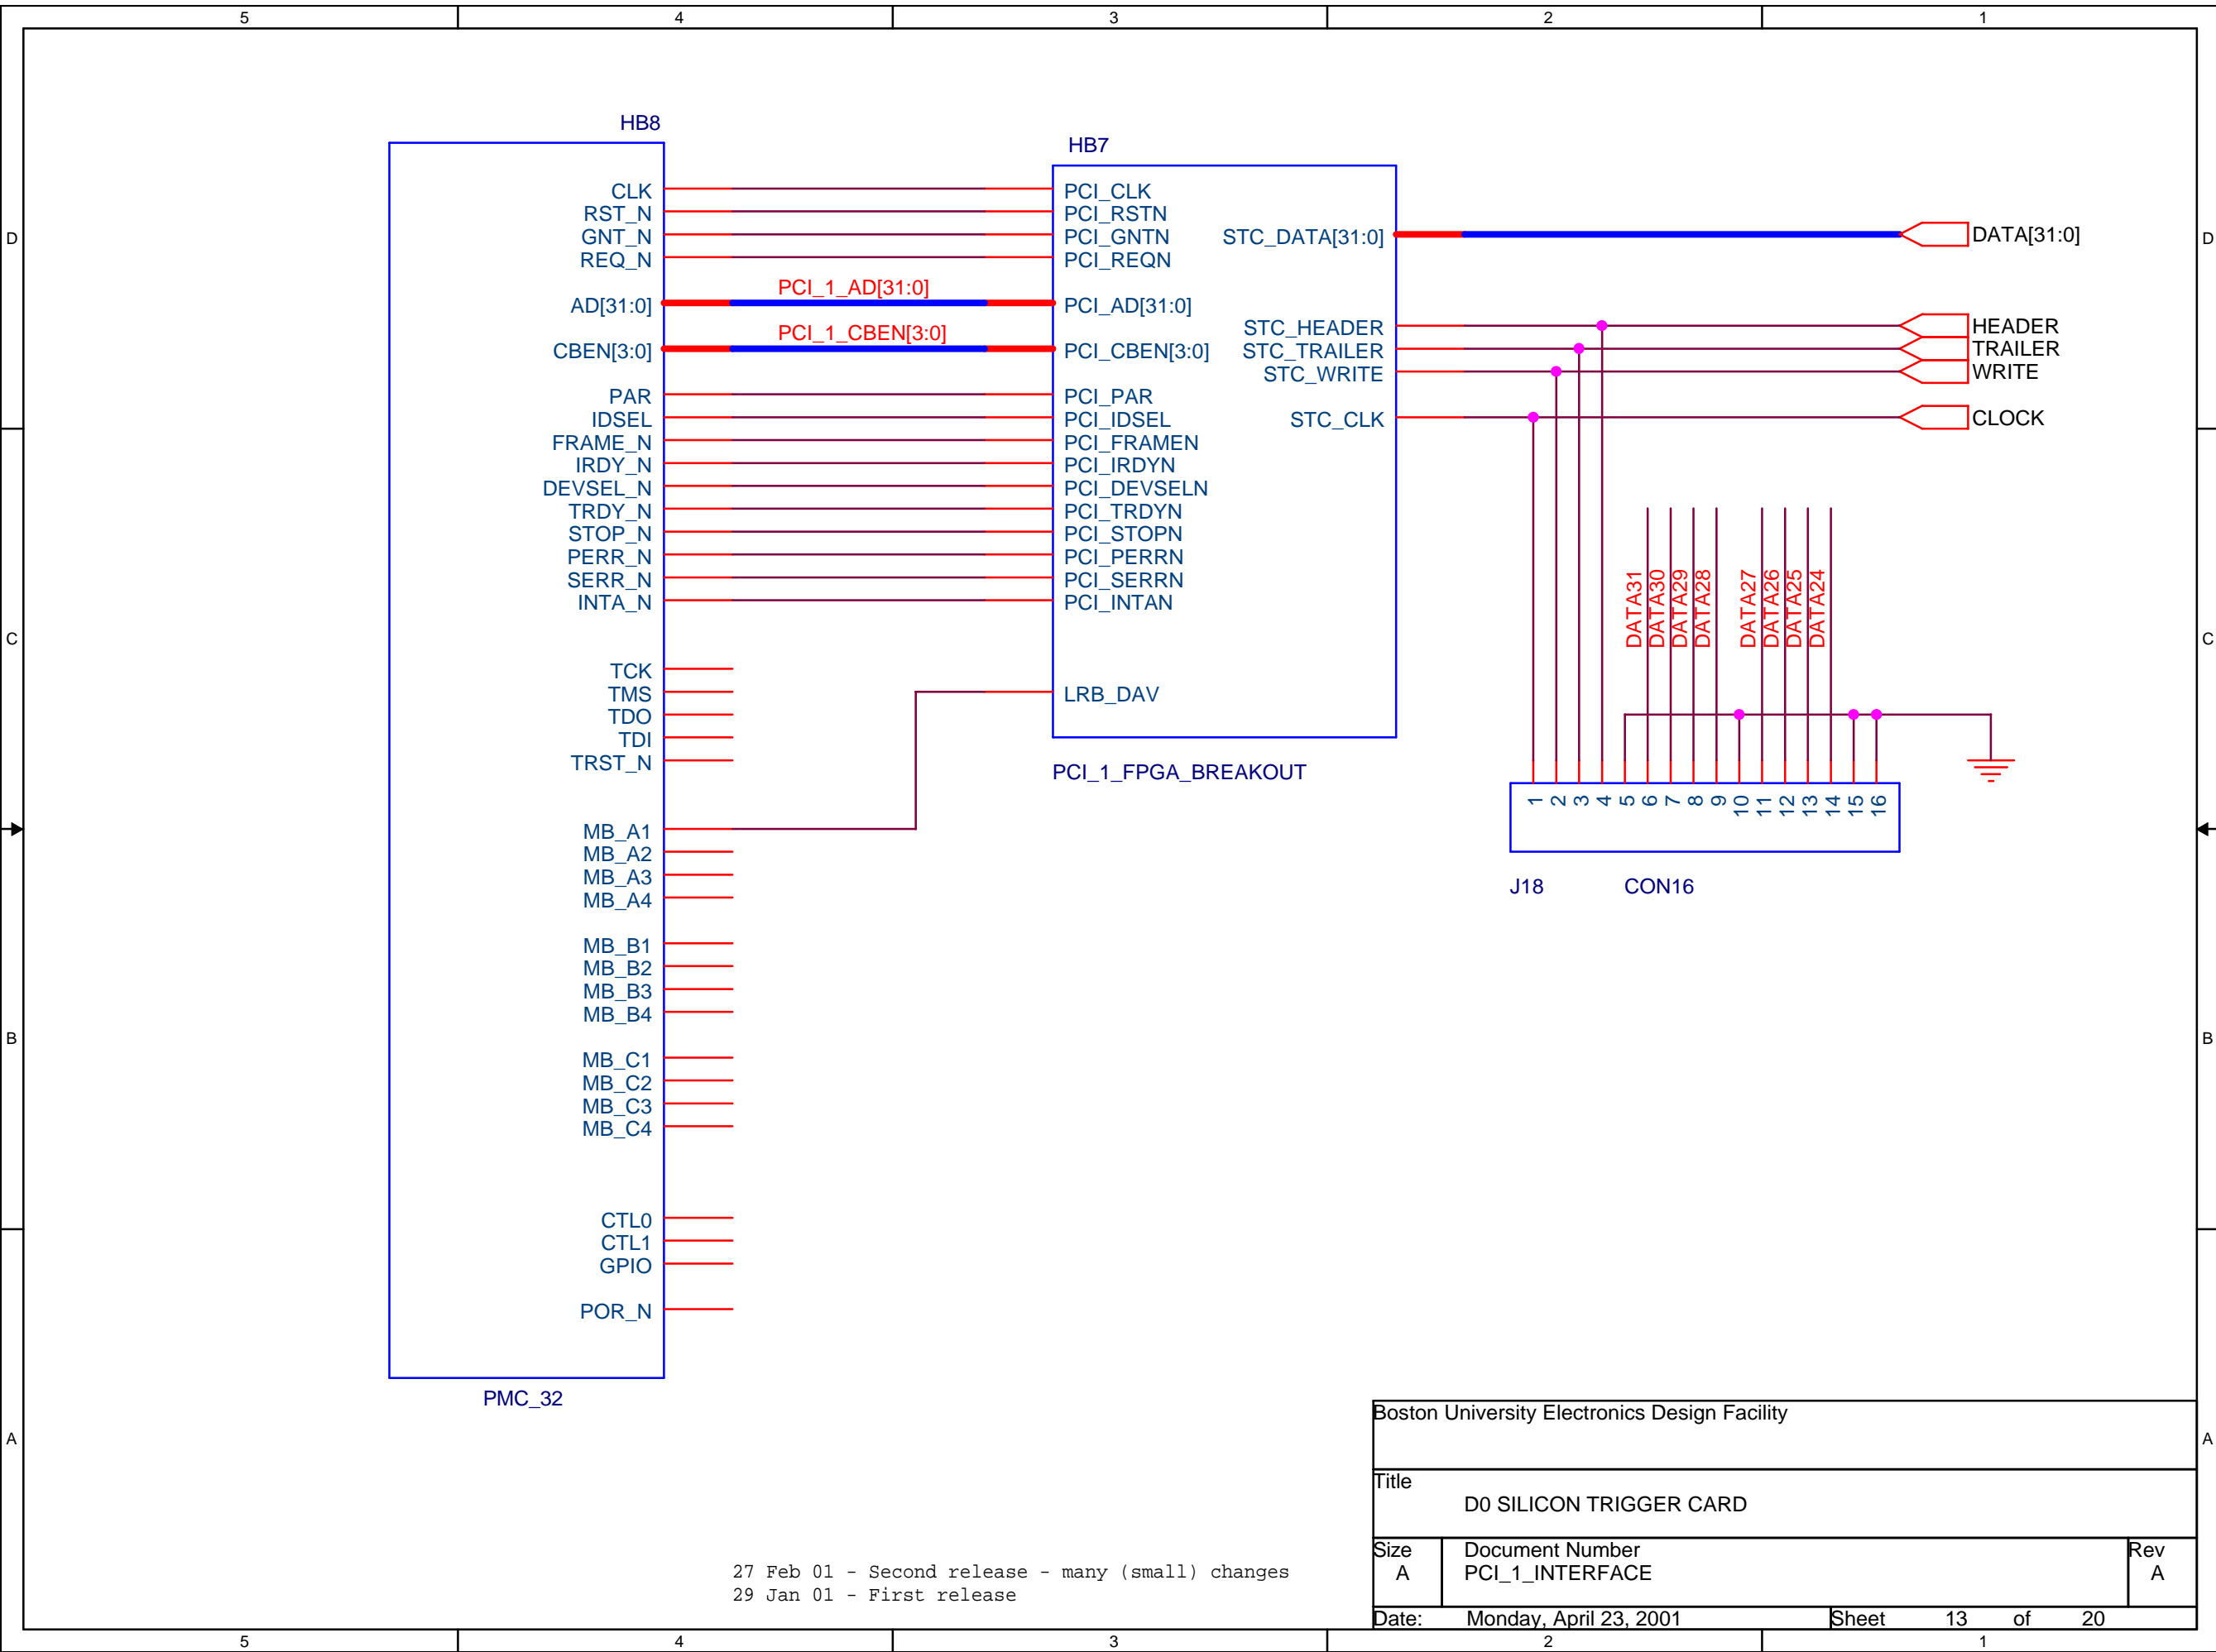 5 4 3 2 1
HB8
HB7
CLK
RST_N
GNT_N
REQ_N
AD[31:0]
CBEN[3:0]
PAR
IDSEL
FRAME_N
IRDY_N
DEVSEL_N
TRDY_N
STOP_N
PERR_N
SERR_N
INTA_N
TCK
TMS
TDO
TDI
TRST_N
MB_A1
MB_A2
MB_A3
MB_A4
MB_B1
MB_B2
MB_B3
MB_B4
MB_C1
MB_C2
MB_C3
MB_C4
CTL0
CTL1
GPIO
POR_N
PMC_32
PCI_1_AD[31:0]
PCI_1_CBEN[3:0]
PCI_CLK
PCI_RSTN
PCI_GNTN
PCI_REQN
PCI_AD[31:0]
PCI_CBEN[3:0]
PCI_PAR
PCI_IDSEL
PCI_FRAMEN
PCI_IRDYN
PCI_DEVSELN
PCI_TRDYN
PCI_STOPN
PCI_PERRN
PCI_SERRN
PCI_INTAN
LRB_DAV
PCI_1_FPGA_BREAKOUT
STC_DATA[31:0]
STC_HEADER
STC_TRAILER
STC_WRITE
STC_CLK
DATA[31:0]
HEADER
TRAILER
WRITE
CLOCK
DATA31
DATA30
DATA29
DATA28
DATA27
DATA26
DATA25
DATA24
1 2 3 4 5 6 7 8 9 10 11 12 13 14 15 16
J18 CON16
D D
C C
B B
A A
27 Feb 01 - Second release - many (small) changes
29 Jan 01 - First release
Boston University Electronics Design Facility
Title
D0 SILICON TRIGGER CARD
Size Document Number Rev
A PCI_1_INTERFACE A
Date: Monday, April 23, 2001 Sheet 13 of 20
5 4 3 2 1